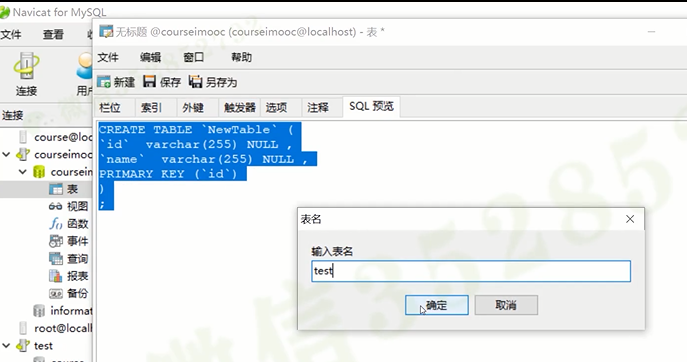 Navicat for MySQL
文件
查看
连接
用户
连接
course@loc
courseimoo
courseim
表
视图
函数
事件
查询
报表
备份
informat
root@localh
test
course
无标题 @courseimooc (courseimooc@localhost) - 表 *
文件 编辑 窗口 帮助
新建 保存 另存为
栏位 索引 外键 触发器 选项 注释 SQL 预览
CREATE TABLE `NewTable` (
`id`  varchar(255) NULL ,
`name`  varchar(255) NULL ,
PRIMARY KEY (`id`)
)
;
表名
输入表名
test
确定 取消